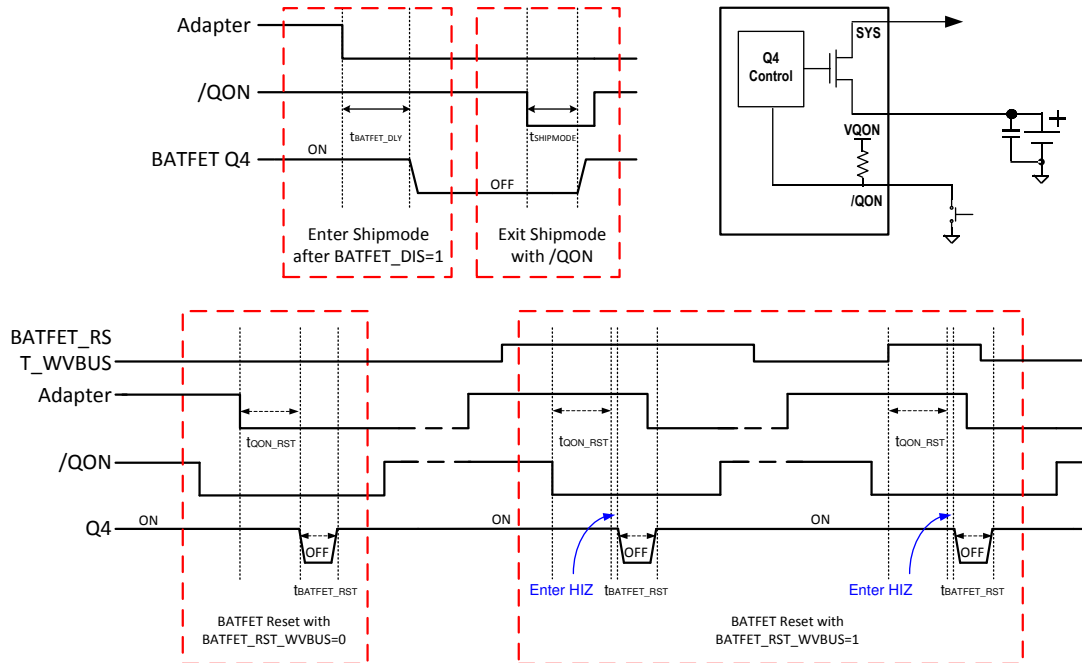 Adapter
/QON
tBATFET_DLY
tSHIPMODE
BATFET Q4
ON
OFF
Enter Shipmode
after BATFET_DIS=1
Exit Shipmode
with /QON
SYS
Q4
Control
VQON
/QON
+
BATFET_RS
T_WVBUS
Adapter
tQON_RST
tQON_RST
tQON_RST
/QON
Q4
ON
ON
ON
OFF
OFF
OFF
Enter HIZ
Enter HIZ
tBATFET_RST
tBATFET_RST
tBATFET_RST
BATFET Reset with
BATFET_RST_WVBUS=0
BATFET Reset with
BATFET_RST_WVBUS=1